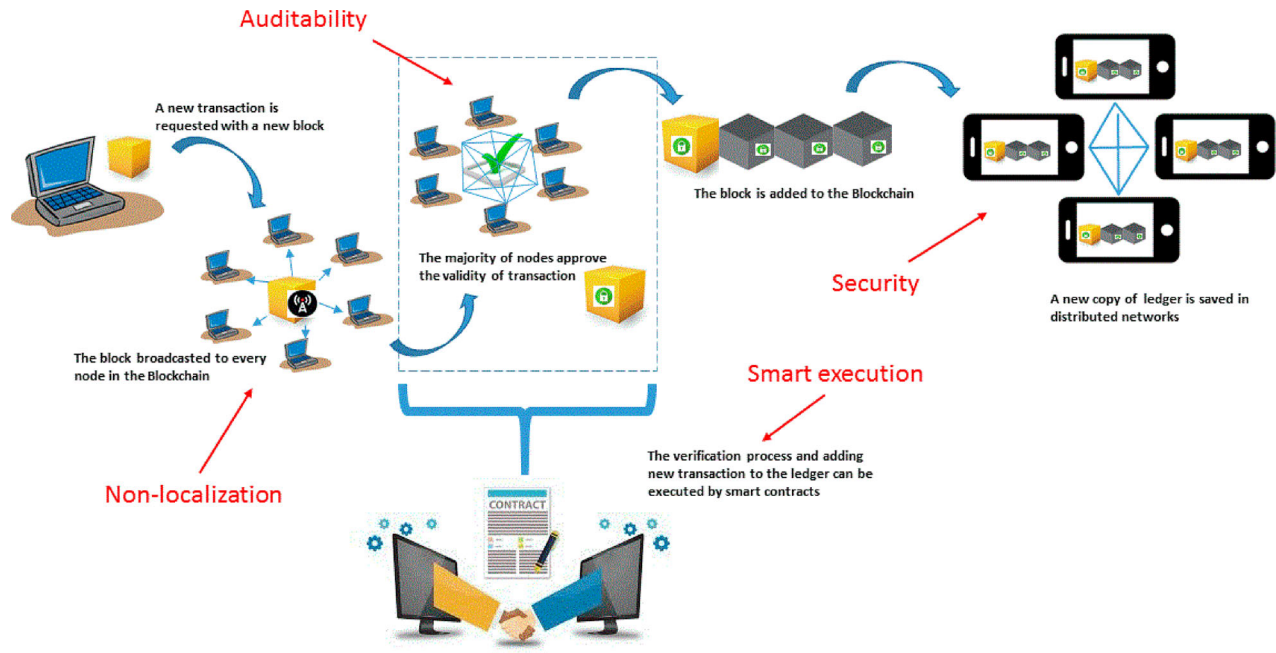 Auditability
A new transaction is
requested with a new block
The block is added to the Blockchain
The majority of nodes approve
the validity of transaction
Security
A new copy of ledger is saved in
distributed networks
The block broadcasted to every
node in the Blockchain
Smart execution
The verification process and adding
new transaction to the ledger can be
executed by smart contracts
Non-localization
CONTRACT